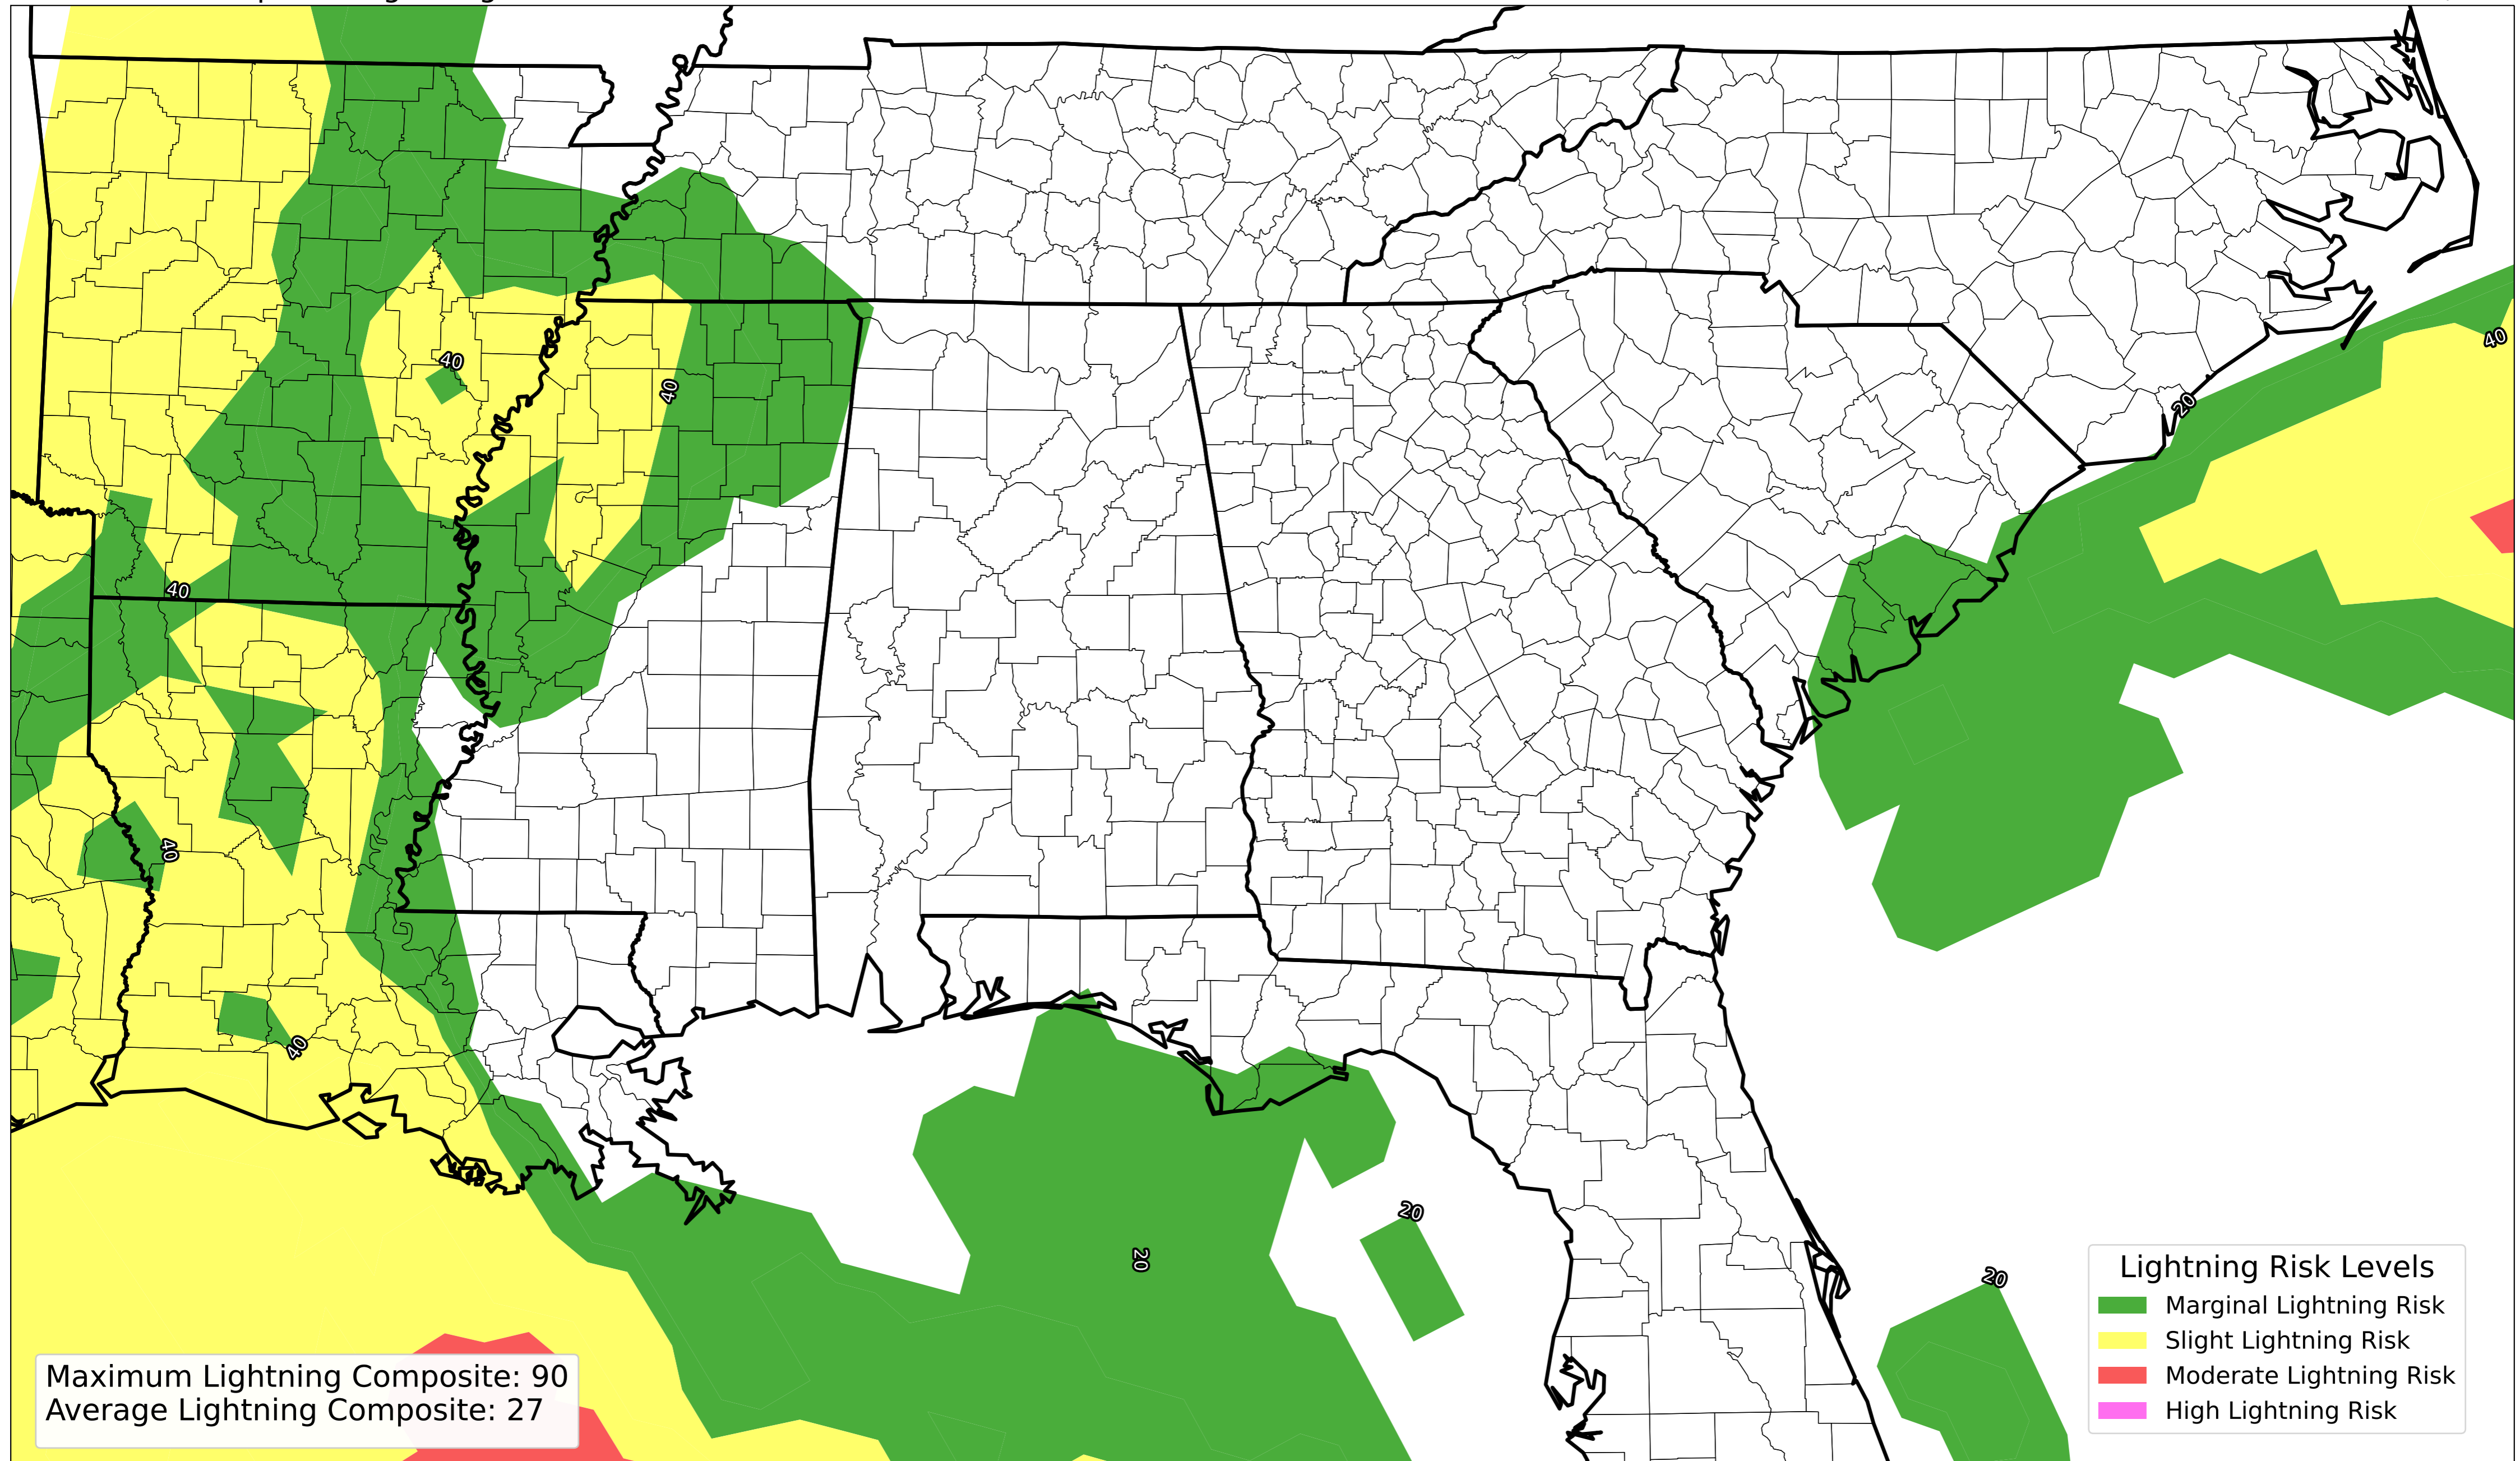 40
40
40
20
40
40
20
20
20
40
Lightning Risk Levels
Marginal Lightning Risk
Slight Lightning Risk
Moderate Lightning Risk
High Lightning Risk
Maximum Lightning Composite: 90
Average Lightning Composite: 27